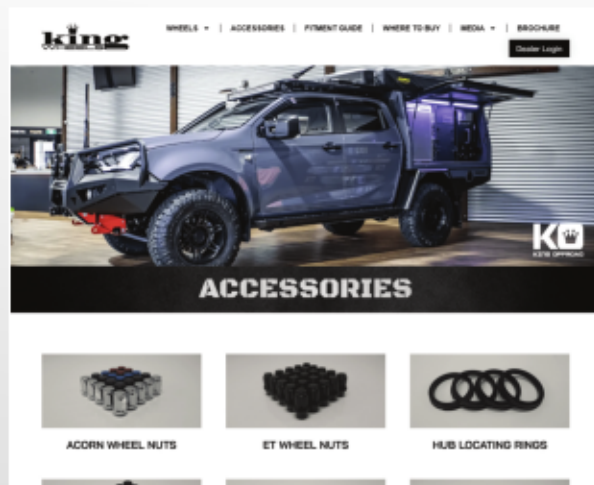 king
WHEELS | ACCESSORIES | FITMENT GUIDE | WHERE TO BUY | MEDIA | BROCHURE
Dealer Login
KO
KING OFFROAD
ACCESSORIES
ACORN WHEEL NUTS
ET WHEEL NUTS
HUB LOCATING RINGS